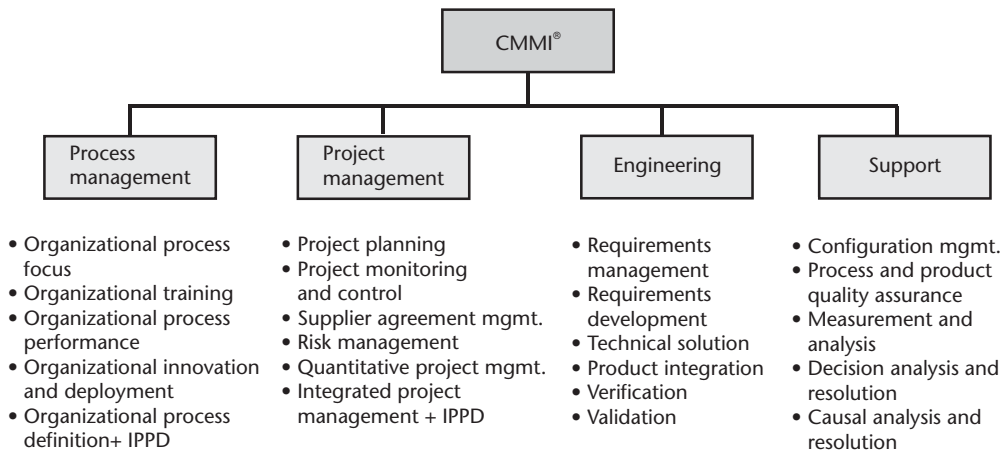 CMMI®
Process
management
Project
management
Engineering
Support
• Organizational process
focus
• Organizational training
• Organizational process
performance
• Organizational innovation
and deployment
• Organizational process
definition+ IPPD
• Project planning
• Project monitoring
and control
• Supplier agreement mgmt.
• Risk management
• Quantitative project mgmt.
• Integrated project
management + IPPD
• Requirements
management
• Requirements
development
• Technical solution
• Product integration
• Verification
• Validation
• Configuration mgmt.
• Process and product
quality assurance
• Measurement and
analysis
• Decision analysis and
resolution
• Causal analysis and
resolution